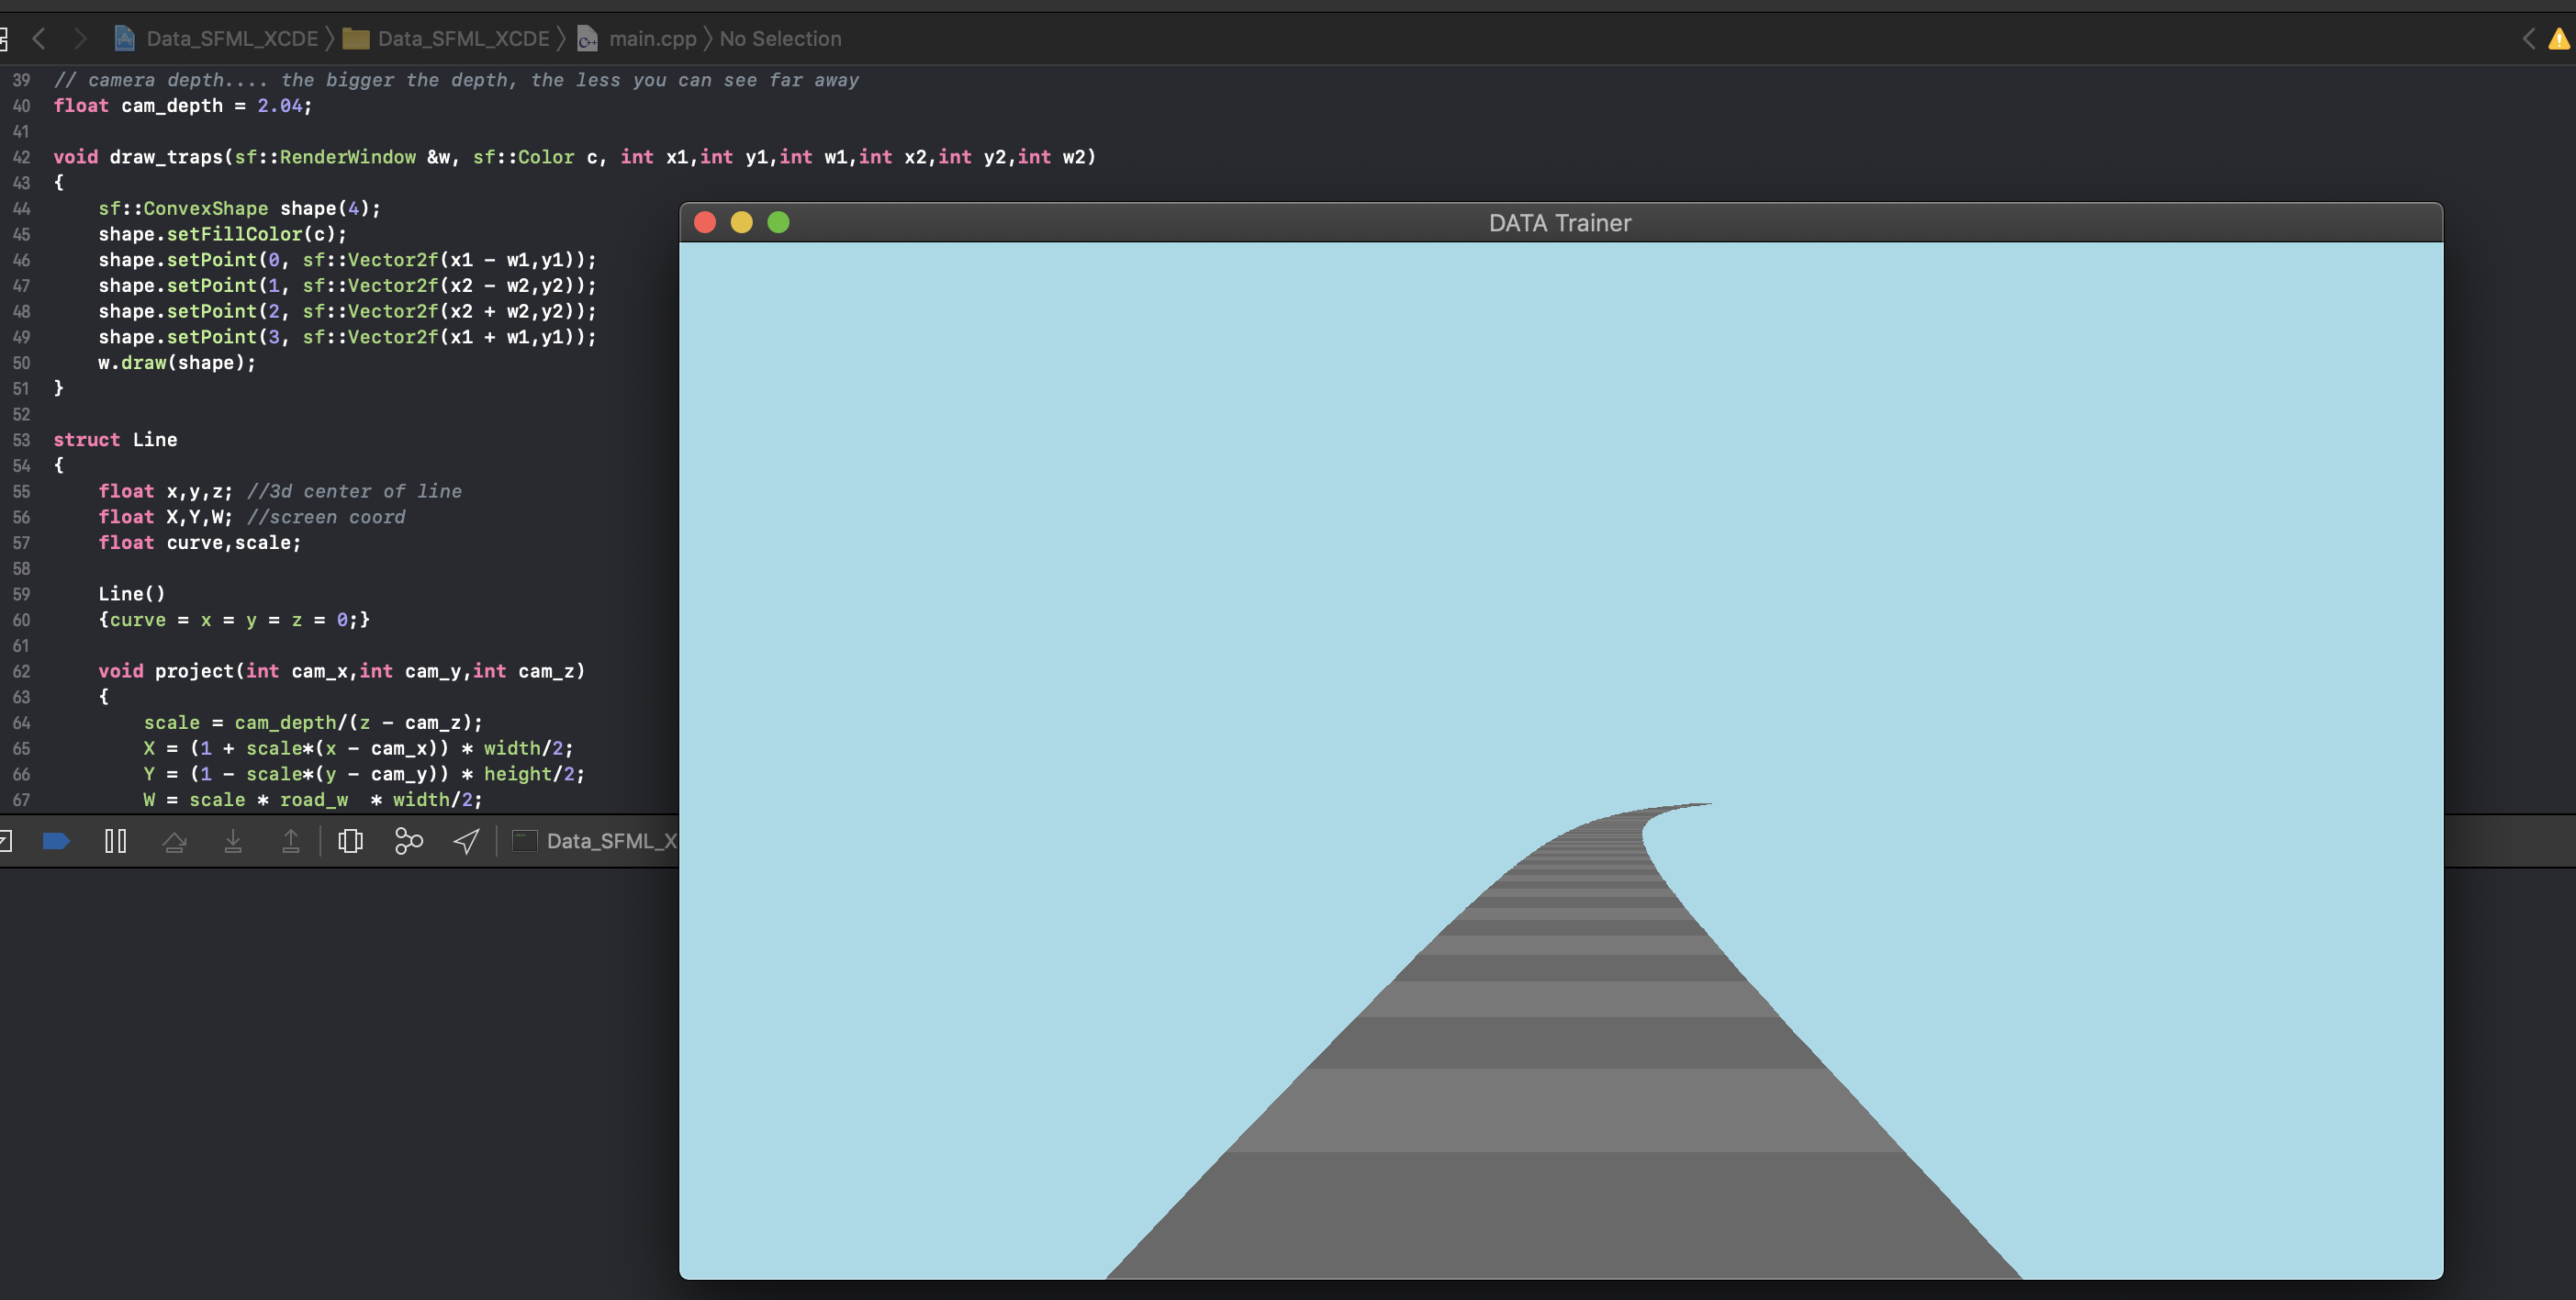 Data_SFML_XCDE 〉 Data_SFML_XCDE 〉 main.cpp 〉 No Selection
39 // camera depth.... the bigger the depth, the less you can see far away
40 float cam_depth = 2.04;
41
42 void draw_traps(sf::RenderWindow &w, sf::Color c, int x1,int y1,int w1,int x2,int y2,int w2)
43 {
44     sf::ConvexShape shape(4);
45     shape.setFillColor(c);
46     shape.setPoint(0, sf::Vector2f(x1 - w1,y1));
47     shape.setPoint(1, sf::Vector2f(x2 - w2,y2));
48     shape.setPoint(2, sf::Vector2f(x2 + w2,y2));
49     shape.setPoint(3, sf::Vector2f(x1 + w1,y1));
50     w.draw(shape);
51 }
52
53 struct Line
54 {
55     float x,y,z; //3d center of line
56     float X,Y,W; //screen coord
57     float curve,scale;
58
59     Line()
60     {curve = x = y = z = 0;}
61
62     void project(int cam_x,int cam_y,int cam_z)
63     {
64         scale = cam_depth/(z - cam_z);
65         X = (1 + scale*(x - cam_x)) * width/2;
66         Y = (1 - scale*(y - cam_y)) * height/2;
67         W = scale * road_w  * width/2;
Data_SFML_X
DATA Trainer